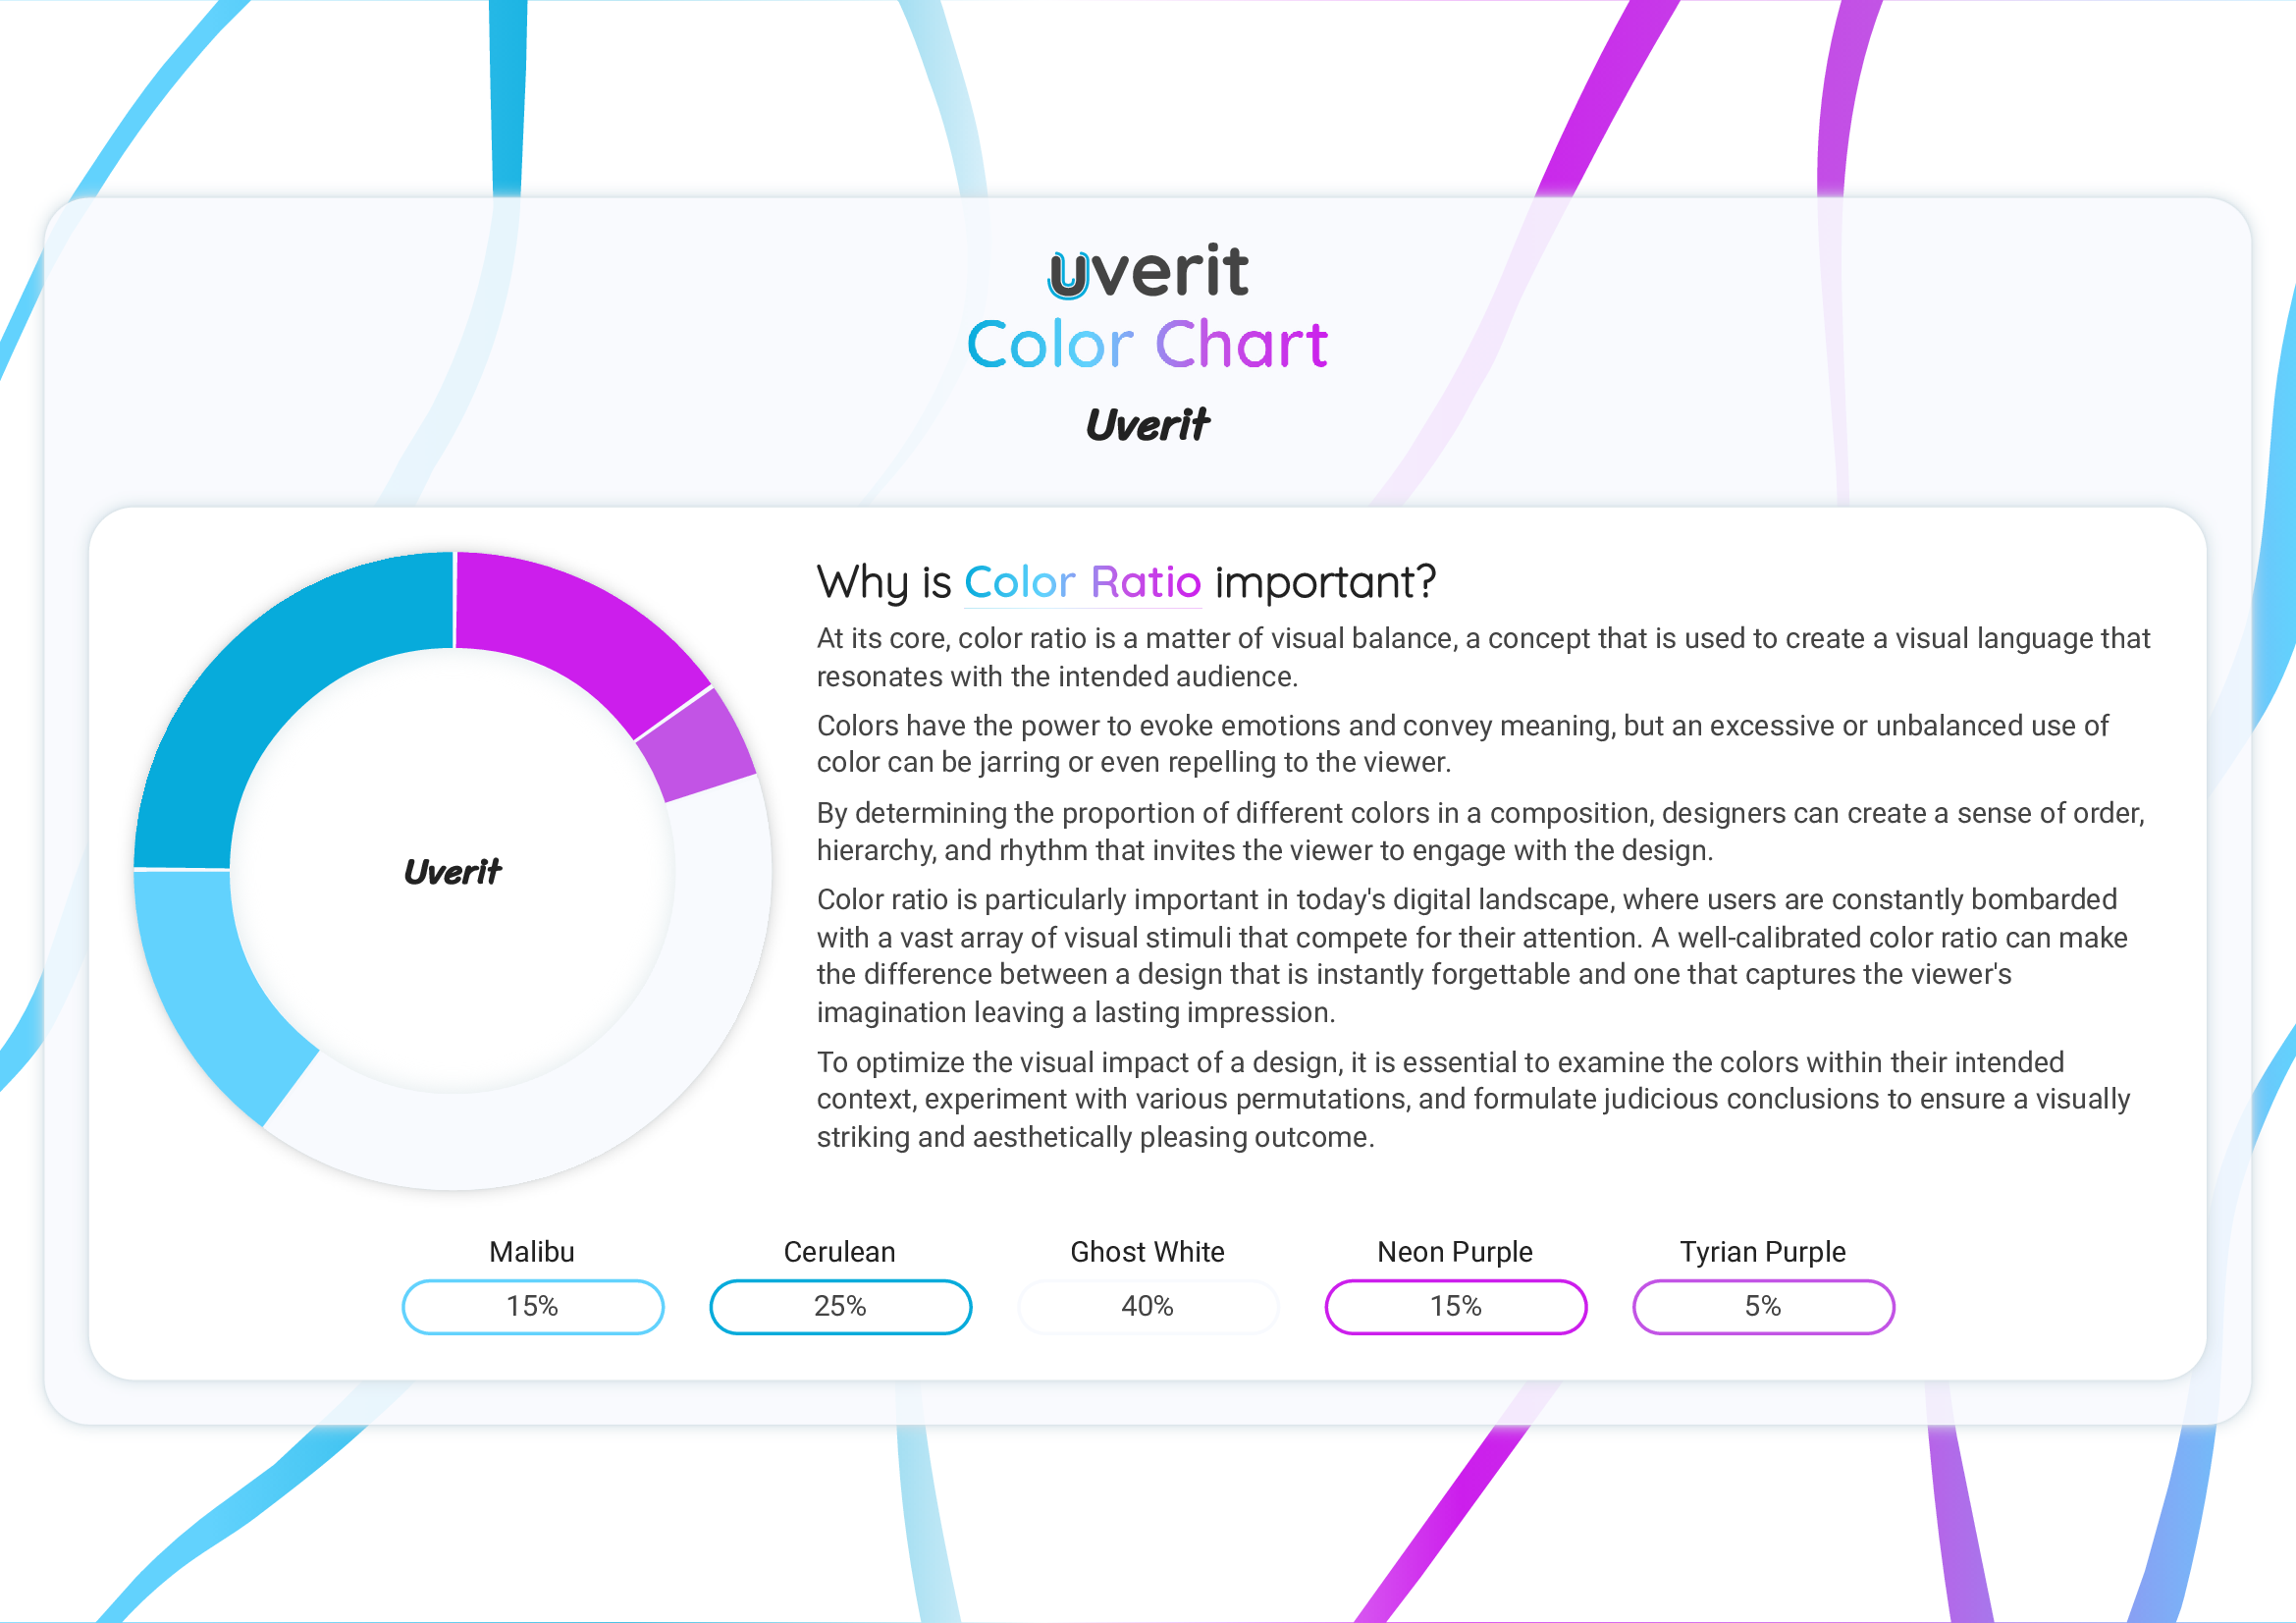 uverit
Color Chart
Uverit
Uverit
Why is Color Ratio important?
At its core, color ratio is a matter of visual balance, a concept that is used to create a visual language that
resonates with the intended audience.
Colors have the power to evoke emotions and convey meaning, but an excessive or unbalanced use of
color can be jarring or even repelling to the viewer.
By determining the proportion of different colors in a composition, designers can create a sense of order,
hierarchy, and rhythm that invites the viewer to engage with the design.
Color ratio is particularly important in today's digital landscape, where users are constantly bombarded
with a vast array of visual stimuli that compete for their attention. A well-calibrated color ratio can make
the difference between a design that is instantly forgettable and one that captures the viewer's
imagination leaving a lasting impression.
To optimize the visual impact of a design, it is essential to examine the colors within their intended
context, experiment with various permutations, and formulate judicious conclusions to ensure a visually
striking and aesthetically pleasing outcome.
Malibu
15%
Cerulean
25%
Ghost White
40%
Neon Purple
15%
Tyrian Purple
5%